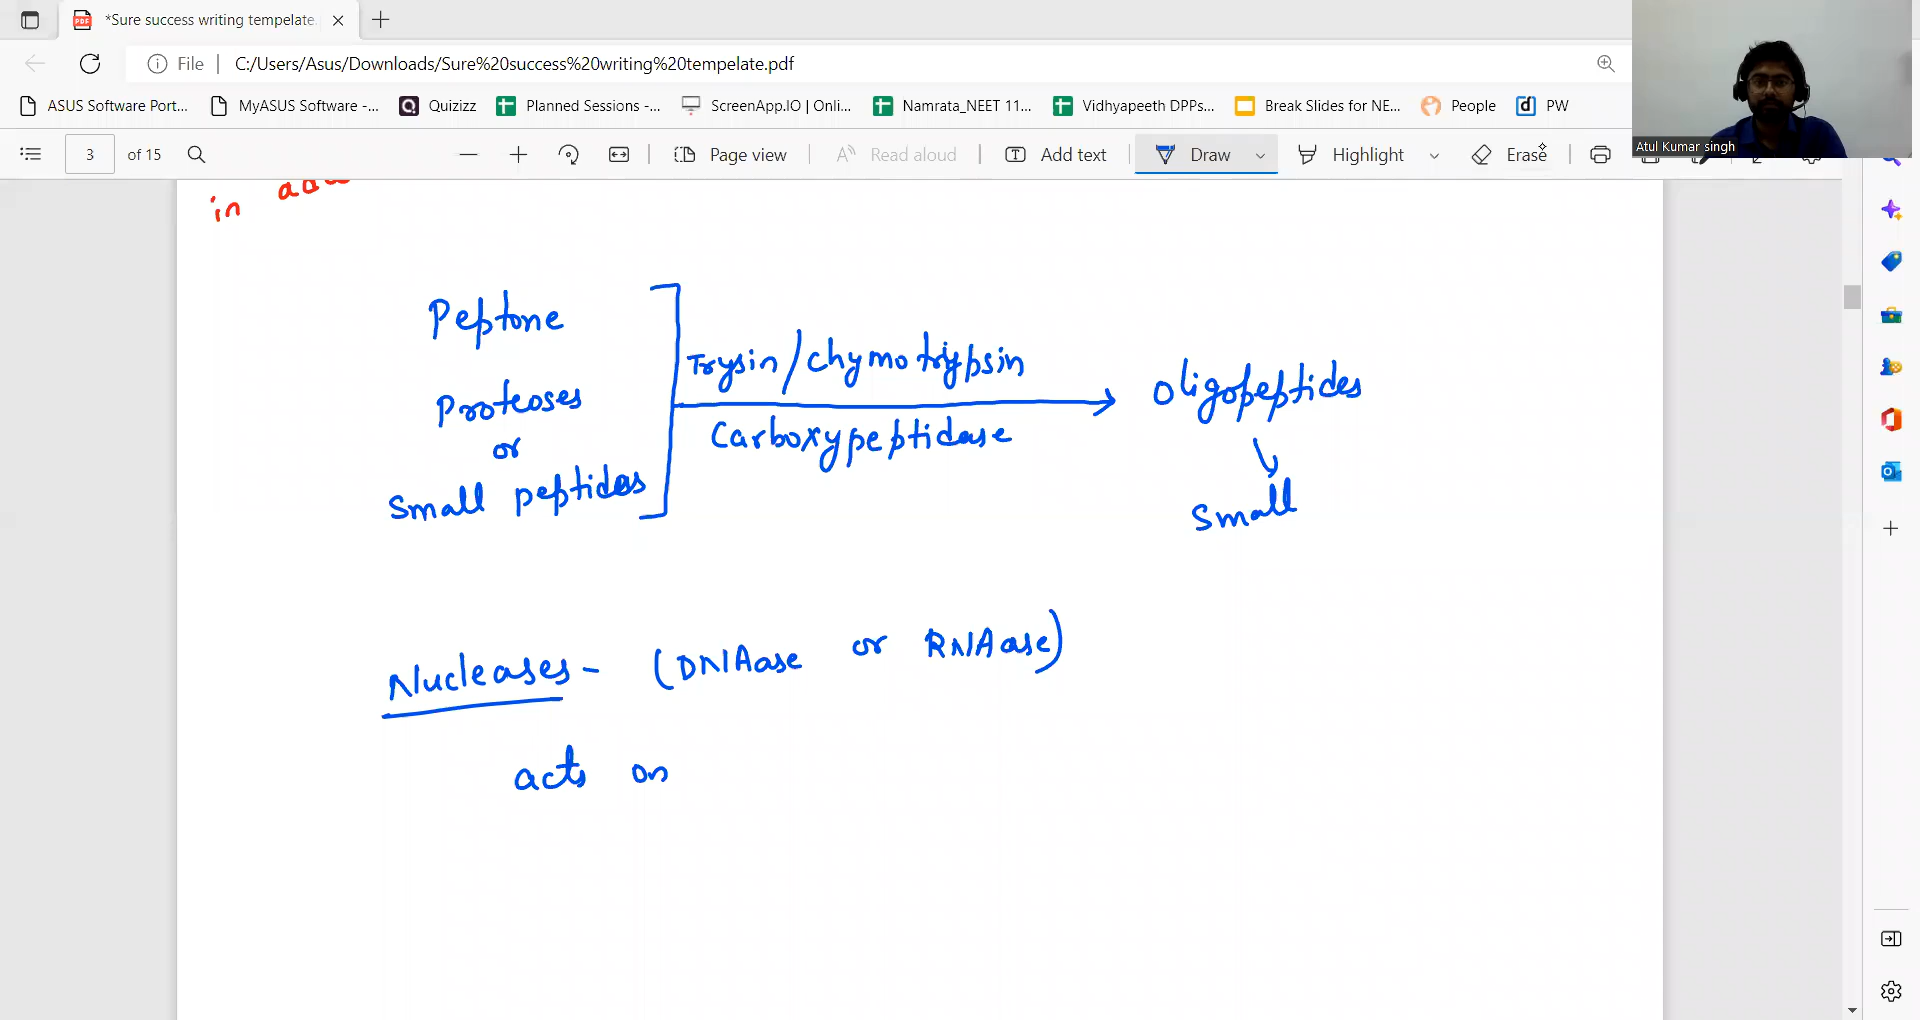 *Sure success writing tempelate.
File
C:/Users/Asus/Downloads/Sure%20success%20writing%20tempelate.pdf
ASUS Software Port... MyASUS Software -... Quizizz Planned Sessions -... ScreenApp.IO | Onli... Namrata_NEET 11... Vidhyapeeth DPPs... Break Slides for NE... People PW
3 of 15 Page view Read aloud Add text Draw Highlight Erase
Atul Kumar singh
in
Peptone
Trysin/chymotrypsin
Proteoses
Oligopeptides
or
Carboxypeptidase
Small peptides
Small
Nucleases - (DNAase or RNAase)
acts on